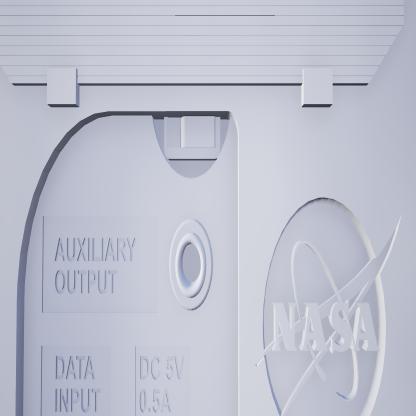 AUXILIARY
OUTPUT
NASA
DATA
INPUT
DC 5V
0.5A